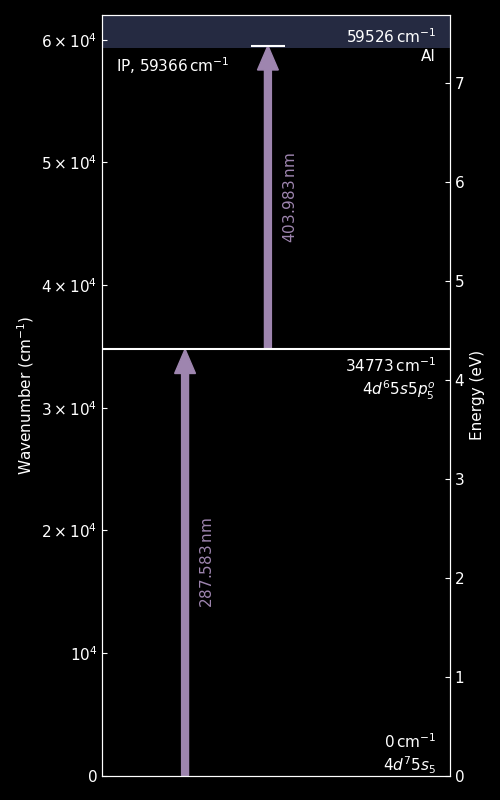 6 × 10⁴
5 × 10⁴
4 × 10⁴
3 × 10⁴
2 × 10⁴
10⁴
0
Wavenumber (cm⁻¹)
59526 cm⁻¹
AI
IP, 59366 cm⁻¹
403.983 nm
34773 cm⁻¹
4d⁶5s5p₅ᵒ
287.583 nm
0 cm⁻¹
4d⁷5s₅
7
6
5
4
3
2
1
0
Energy (eV)